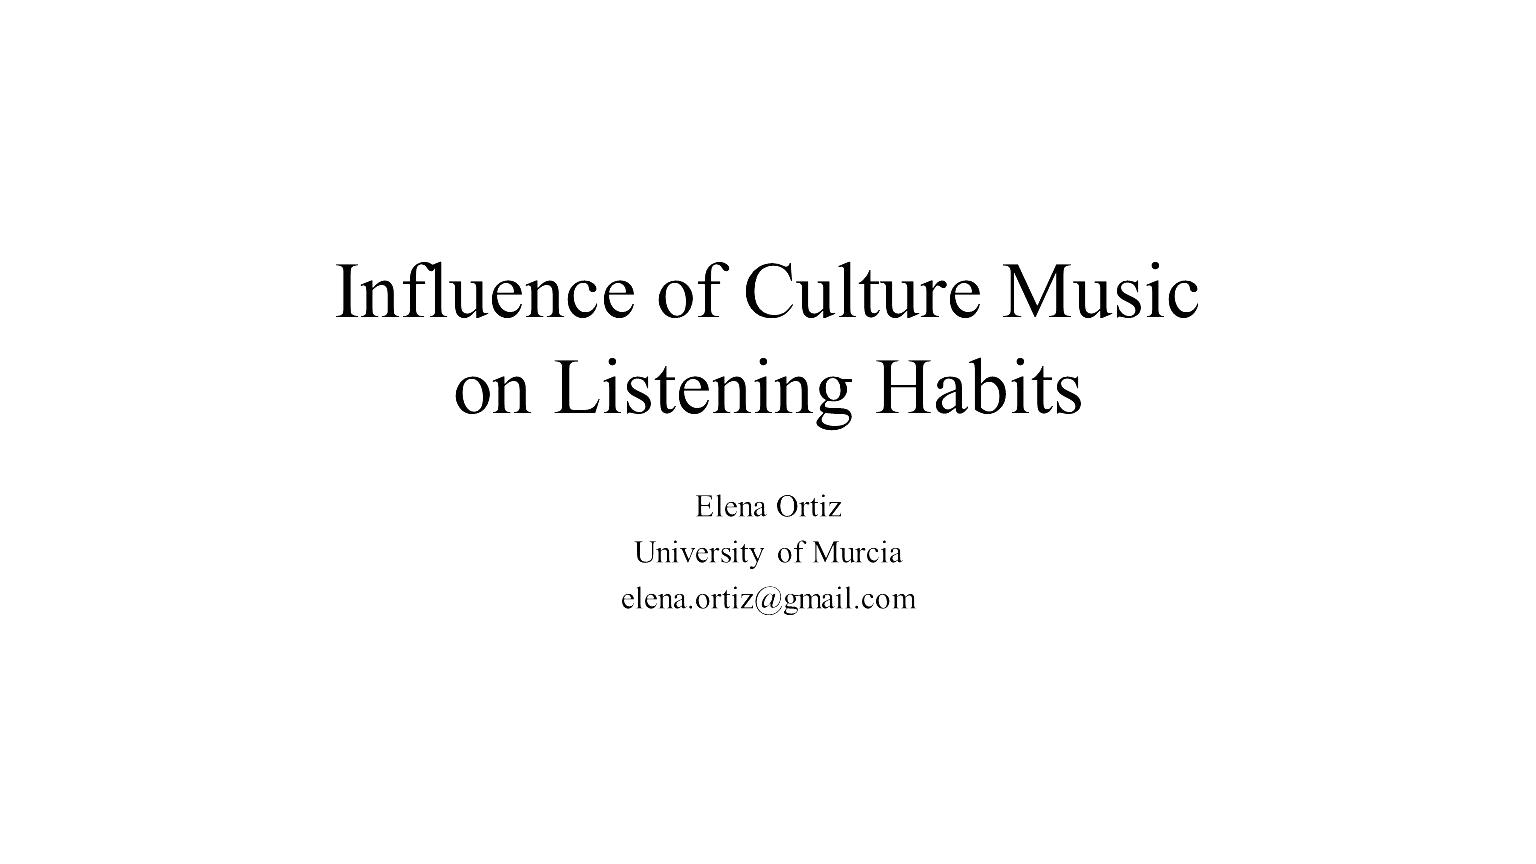 Influence of Culture Music
on Listening Habits
Elena Ortiz
University of Murcia
elena.ortiz@gmail.com